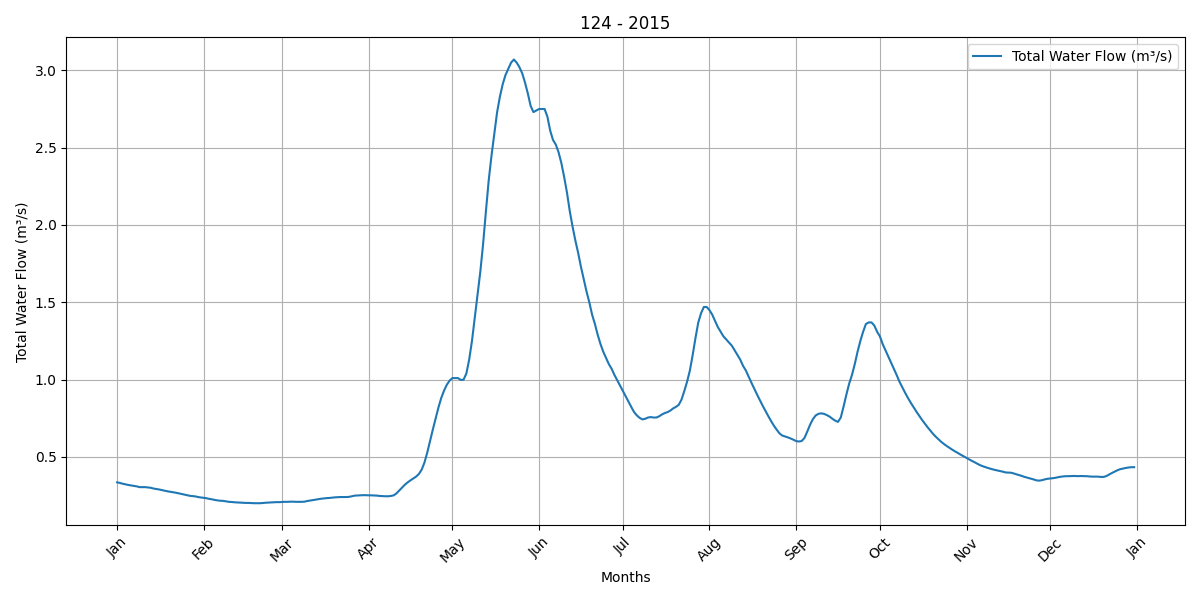 124 - 2015
Total Water Flow (m³/s)
Total Water Flow (m³/s)
3.0
2.5
2.0
1.5
1.0
0.5
Jan Feb Mar Apr May Jun Jul Aug Sep Oct Nov Dec Jan
Months